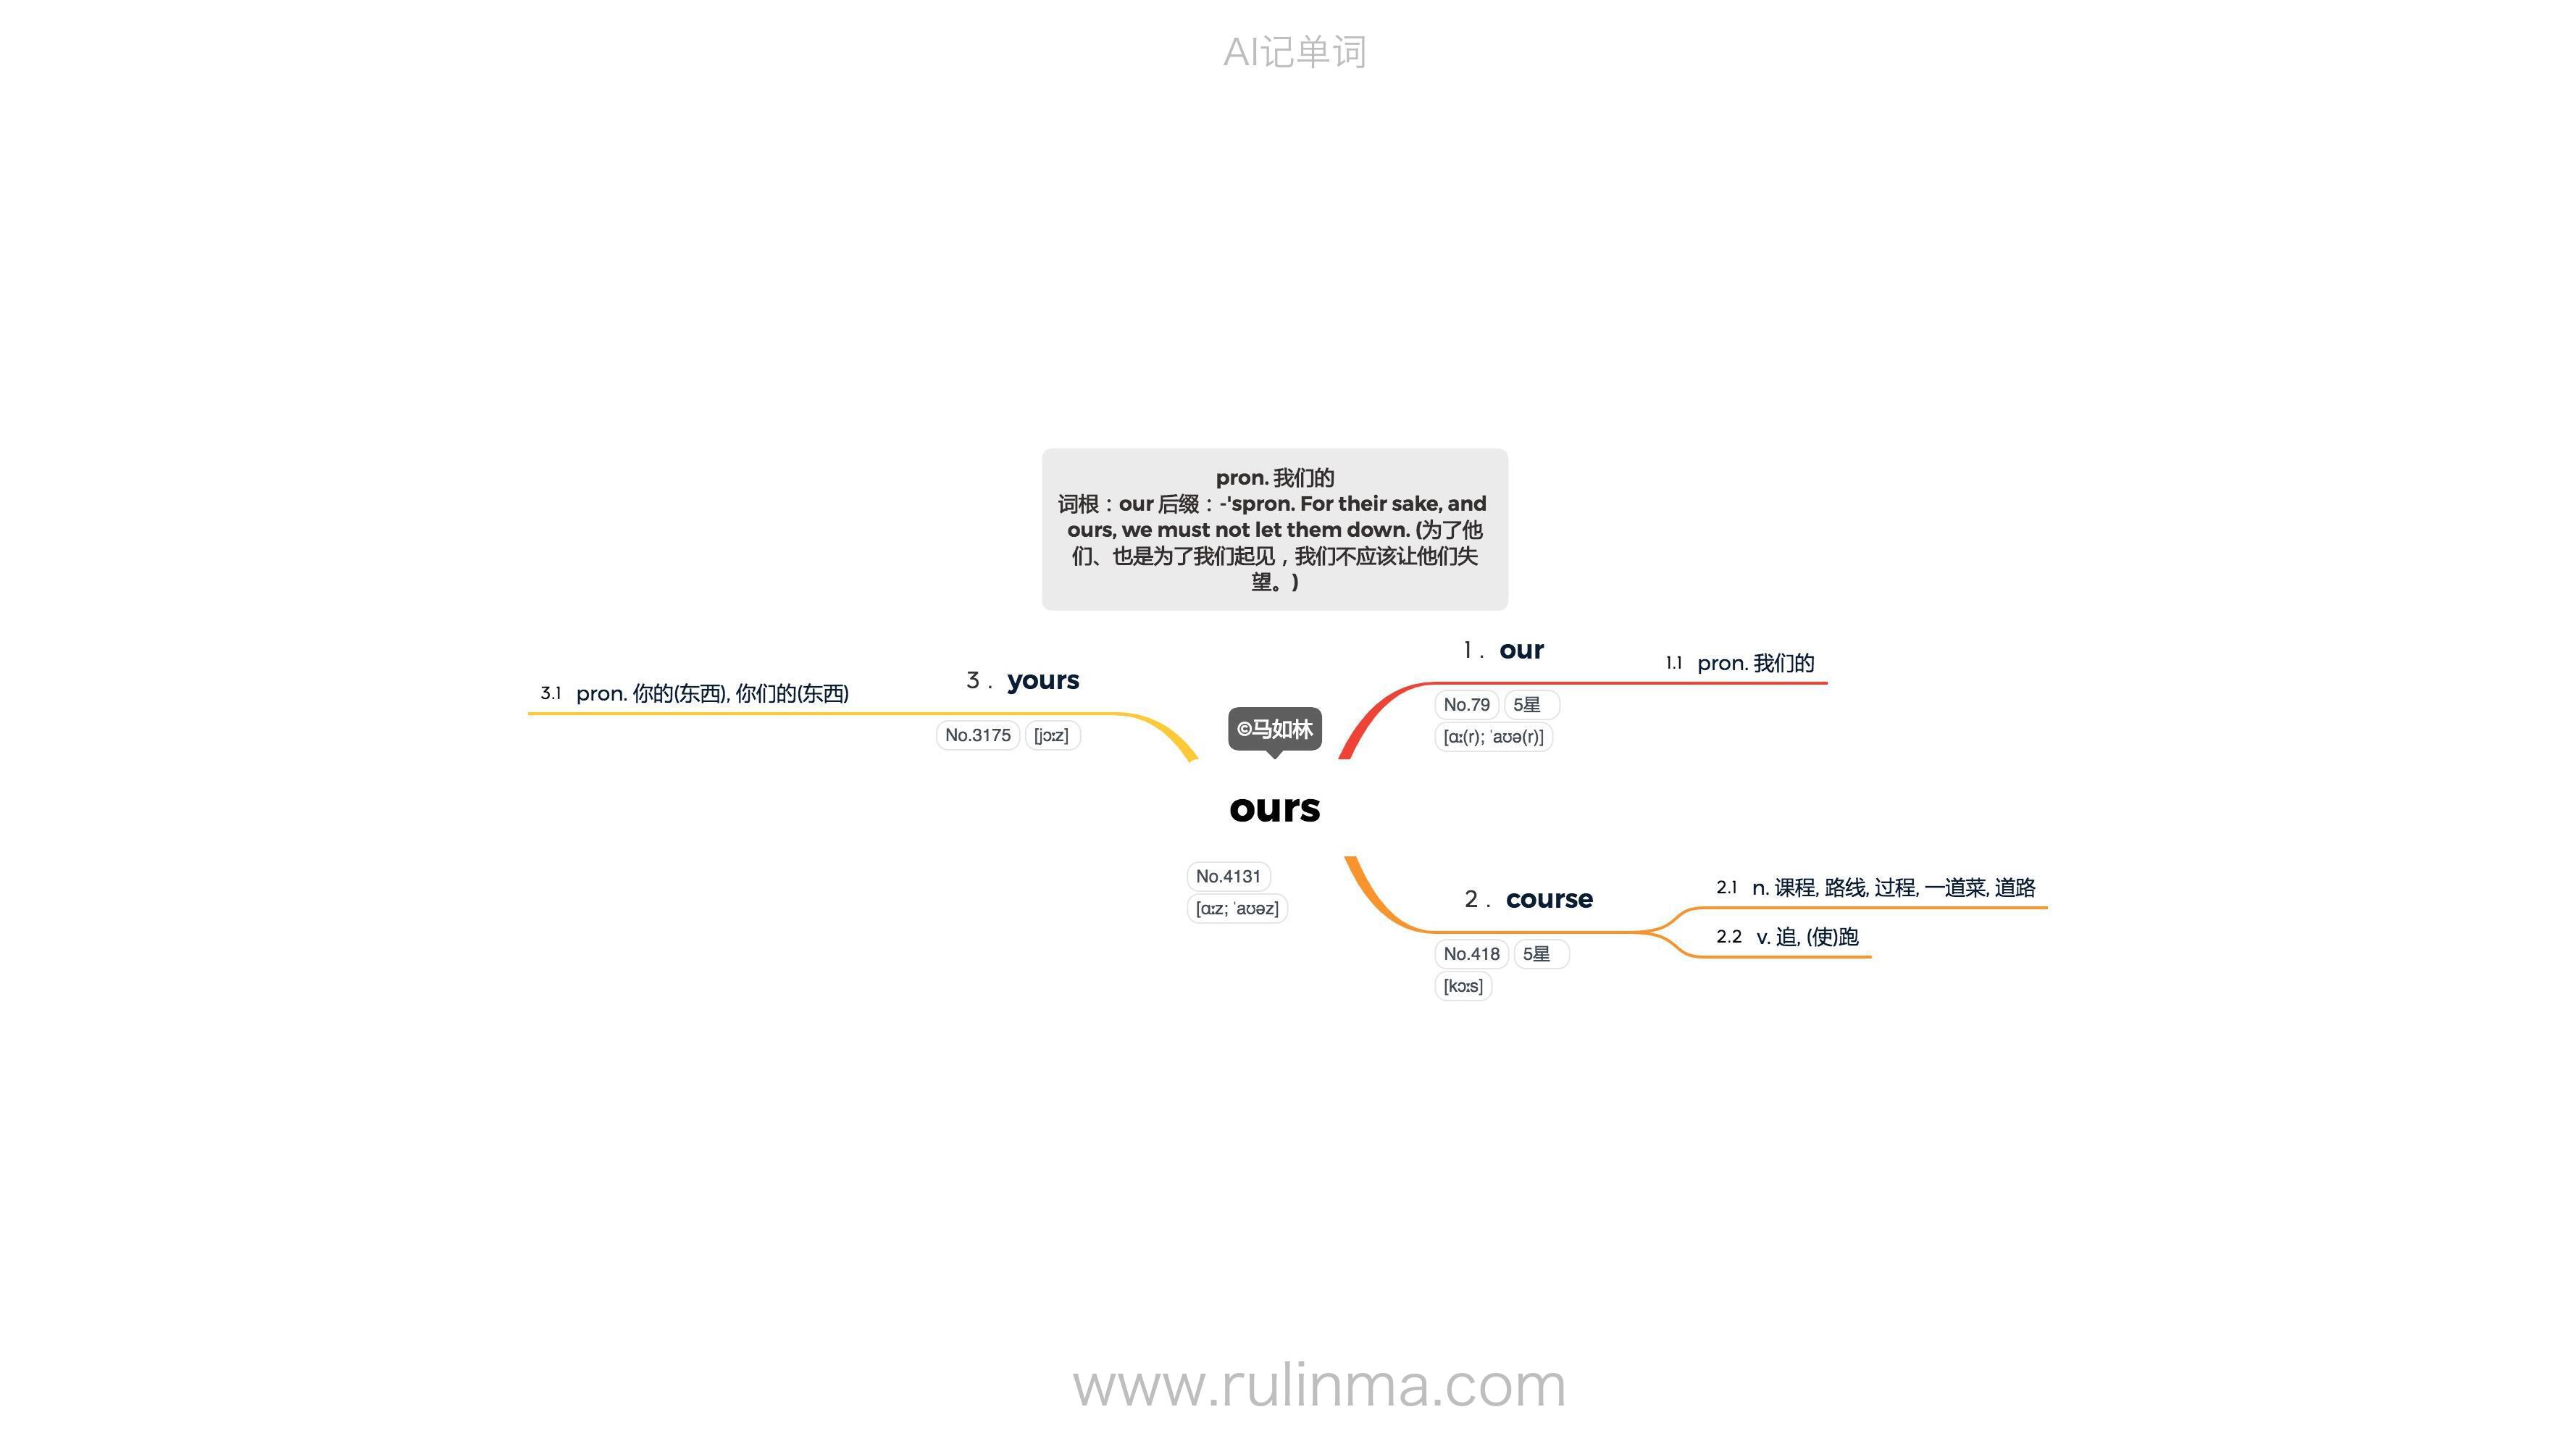 AI记单词
pron. 我们的
词根：our 后缀：-'spron. For their sake, and
ours, we must not let them down. (为了他
们、也是为了我们起见，我们不应该让他们失
望。)
1. our
1.1 pron. 我们的
No.79 5星
[ɑː(r); ˈaʊə(r)]
3. yours
3.1 pron. 你的(东西), 你们的(东西)
No.3175 [jɔːz]
©马如林
ours
No.4131
[ɑːz; ˈaʊəz]
2. course
2.1 n. 课程, 路线, 过程, 一道菜, 道路
2.2 v. 追, (使)跑
No.418 5星
[kɔːs]
www.rulinma.com